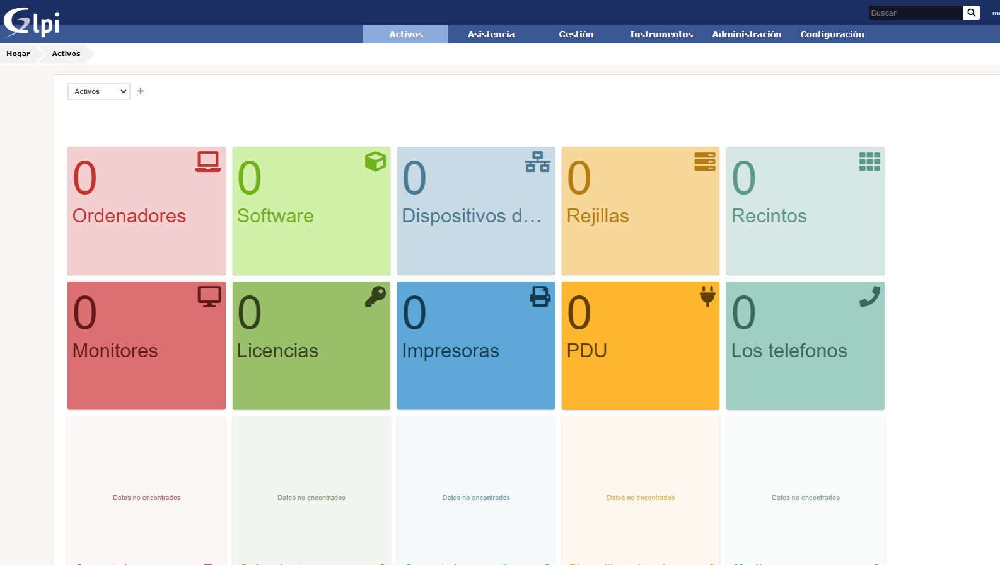 Glpi
Buscar
Activos Asistencia Gestión Instrumentos Administración Configuración
Hogar Activos
Activos
0 0 0 0 0
Ordenadores Software Dispositivos d... Rejillas Recintos
0 0 0 0 0
Monitores Licencias Impresoras PDU Los telefonos
Datos no encontrados Datos no encontrados Datos no encontrados Datos no encontrados Datos no encontrados